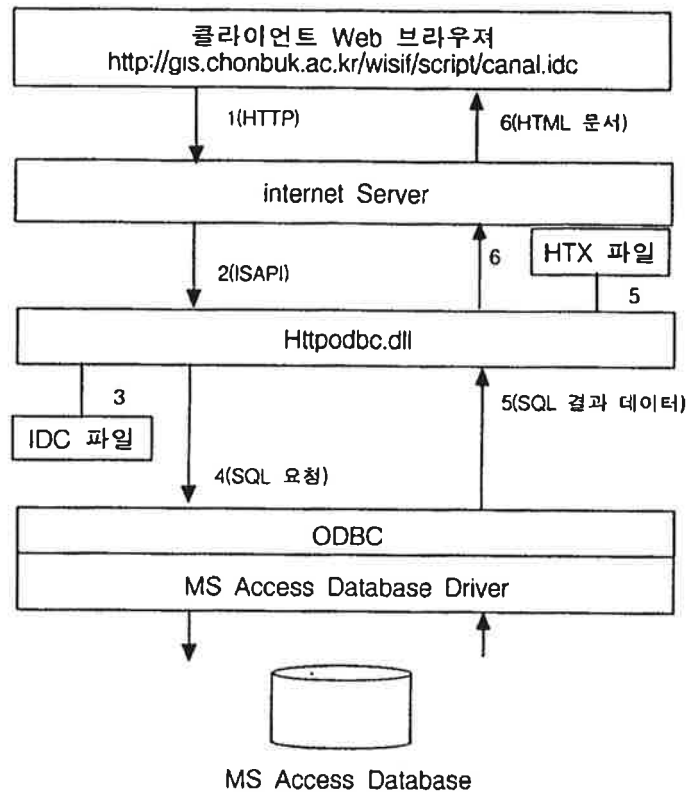 클라이언트 Web 브라우져
http://gis.chonbuk.ac.kr/wisif/script/canal.idc
1(HTTP)
6(HTML 문서)
internet Server
2(ISAPI)
6
HTX 파일
5
Httpodbc.dll
3
IDC 파일
5(SQL 결과 데이터)
4(SQL 요청)
ODBC
MS Access Database Driver
MS Access Database